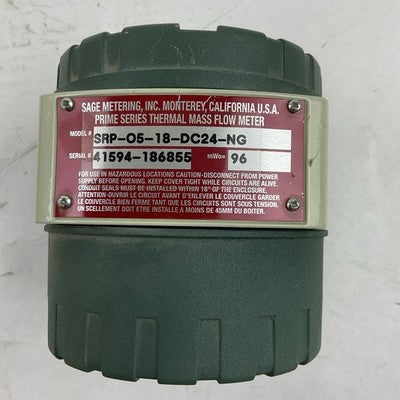 SAGE METERING, INC. MONTEREY, CALIFORNIA U.S.A.
PRIME SERIES THERMAL MASS FLOW METER
MODEL # SRP-05-18-DC24-NG
SERIAL # 41594-186855 mWo= 96
FOR USE IN HAZARDOUS LOCATIONS CAUTION-DISCONNECT FROM POWER
SUPPLY BEFORE OPENING, KEEP COVER TIGHT WHILE CIRCUITS ARE ALIVE.
CONDUIT SEALS MUST BE INSTALLED WITHIN 18" OF THE ENCLOSURE.
ATTENTION-OUVRIR LE CIRCUIT AVANT D'ENLEVER LE COUVERCLE GARDER
LE COUVERCLE BIEN FERME TANT QUE LES CIRCUITS SONT SOUS TENSION.
UN SCELLEMENT DOIT ETRE INSTALLE A MOINS DE 45MM DU BOITER.